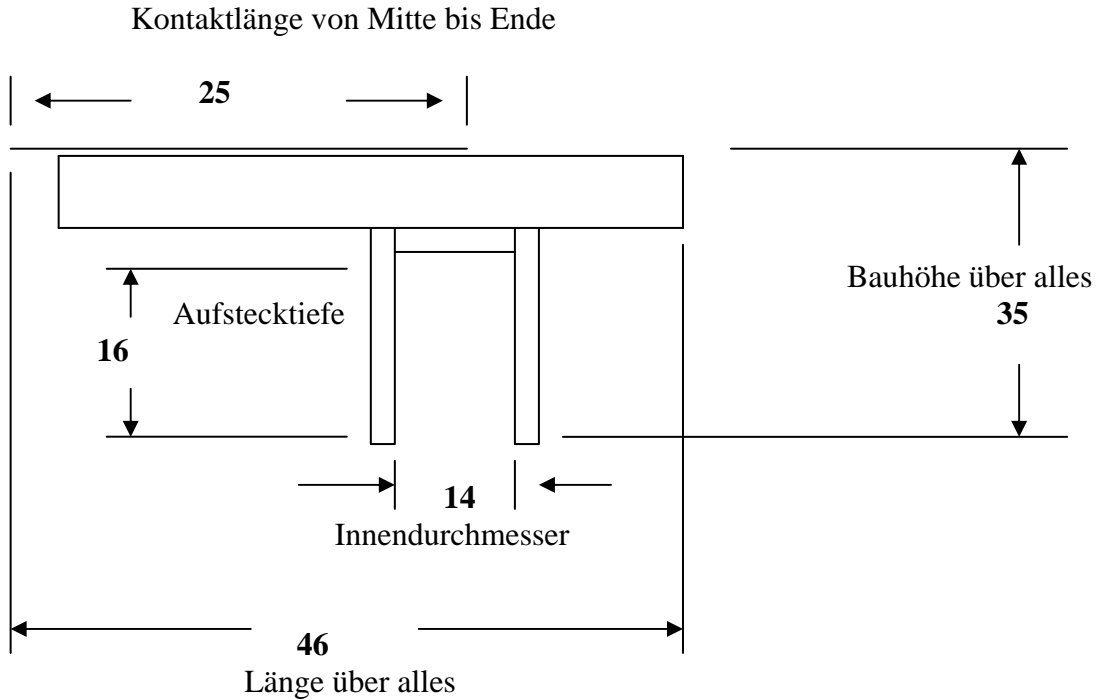 Kontaktlänge von Mitte bis Ende
25
Bauhöhe über alles
35
Aufstecktiefe
16
14
Innendurchmesser
46
Länge über alles